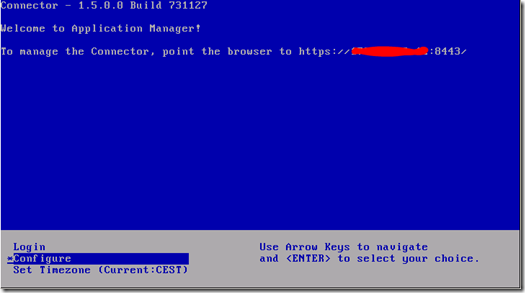 Connector - 1.5.0.0 Build 731127
Welcome to Application Manager!
To manage the Connector, point the browser to https:// :8443/
Login
*Configure
Set Timezone (Current:CEST)
Use Arrow Keys to navigate
and <ENTER> to select your choice.